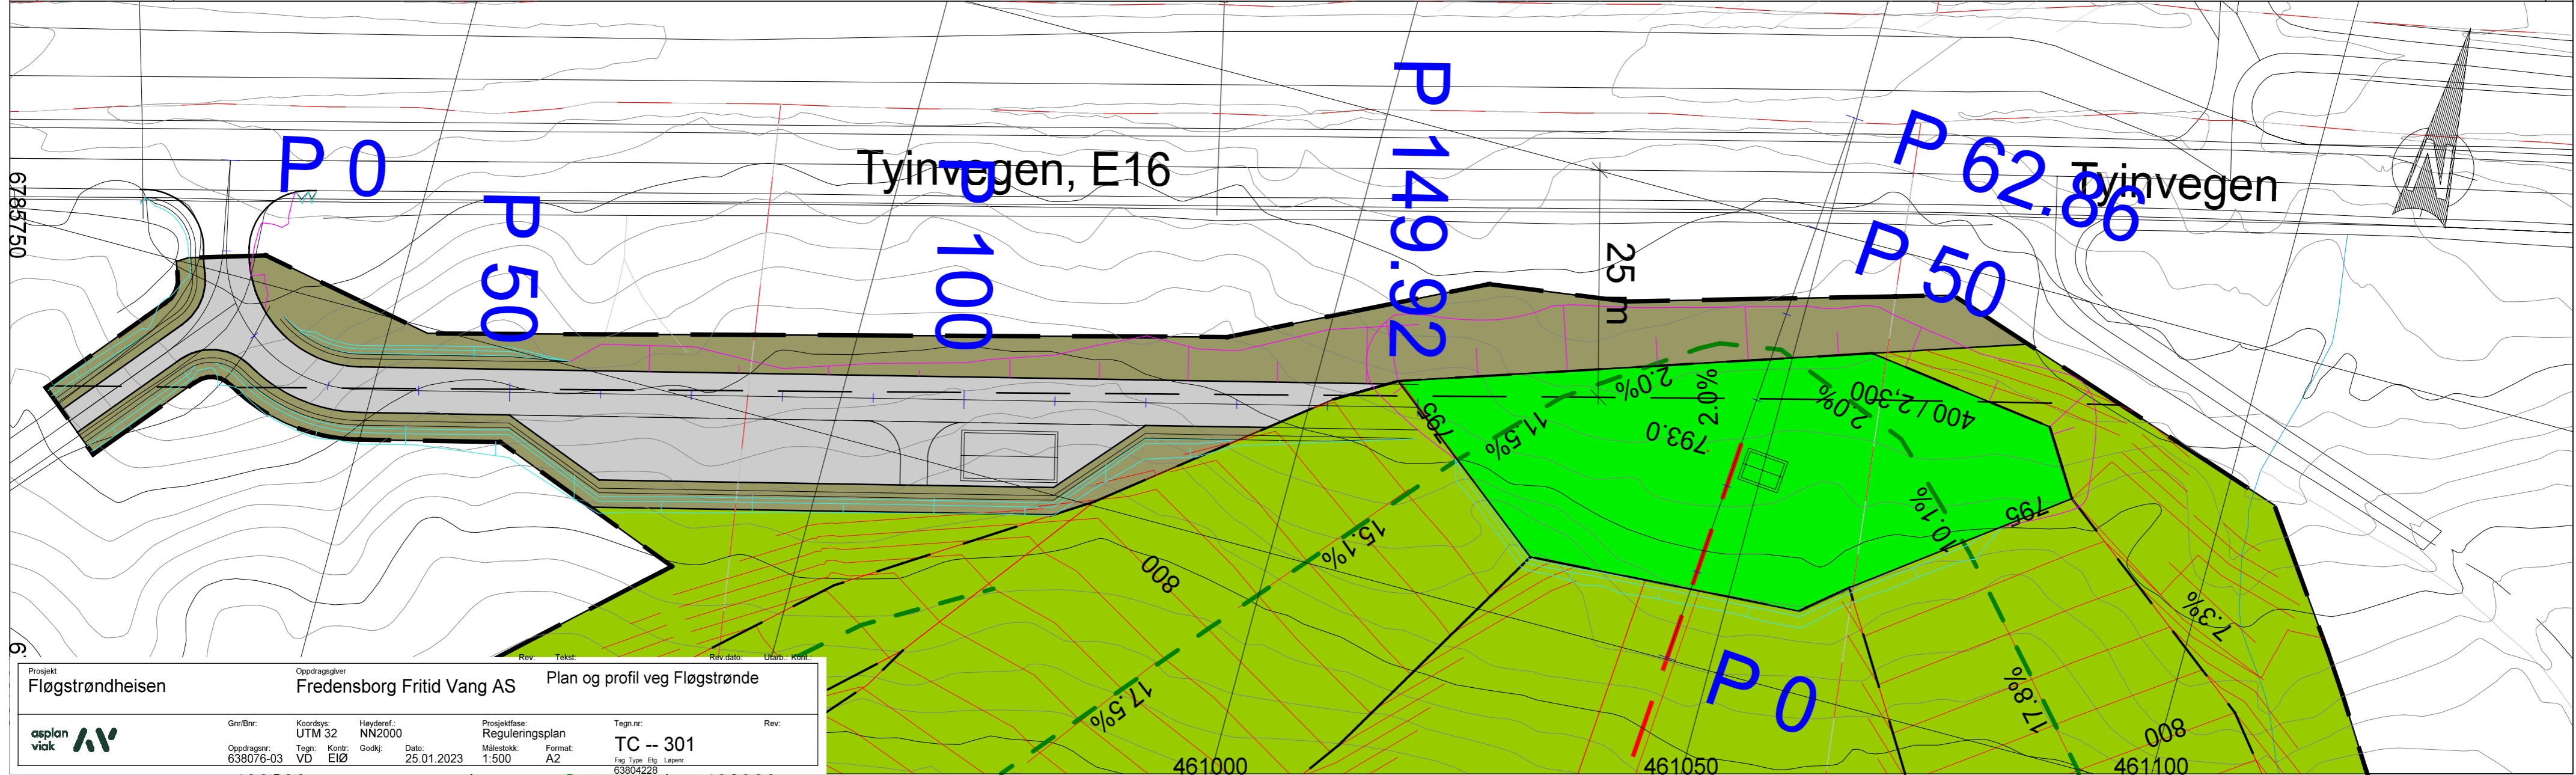 P 0
P 50
P 100
Tyinvegen, E16
P 149.92
25 m
P 62.86
P 50
Tyinvegen
6785750
795
11.5%
2.0%
2.0%
793.0
2.0%
400 / 2,300
10.1%
795
15.1%
800
17.5%
P 0
7.3%
17.8%
800
461000
461050
461100
Rev: Tekst: Rev.dato: Utarb.: Kont.:
Prosjekt
Fløgstrøndheisen
Oppdragsgiver
Fredensborg Fritid Vang AS
Plan og profil veg Fløgstrønde
asplan
viak
Gnr/Bnr: Koordsys: Høyderef.: Prosjektfase: Tegn.nr: Rev:
UTM 32 NN2000 Reguleringsplan
TC -- 301
Oppdragsnr: Tegn: Kontr: Godkj: Dato: Målestokk: Format:
638076-03 VD EIØ 25.01.2023 1:500 A2
Fag Type Etg. Løpenr.
63804228